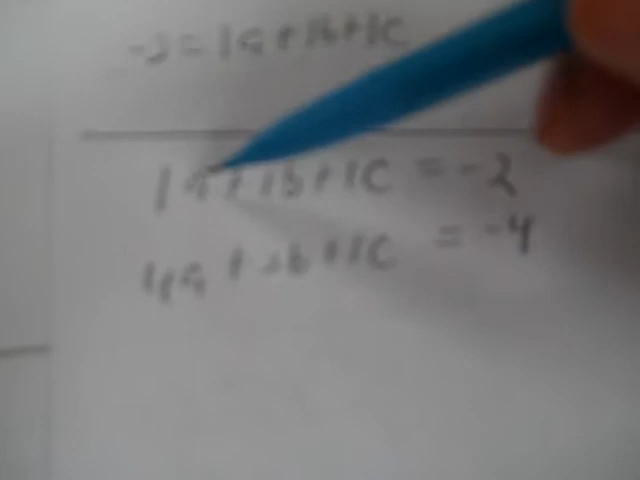 -2 = 1a + 1b + 1C
1a + 1b + 1C = -2
4a + 2b + 1C = -4